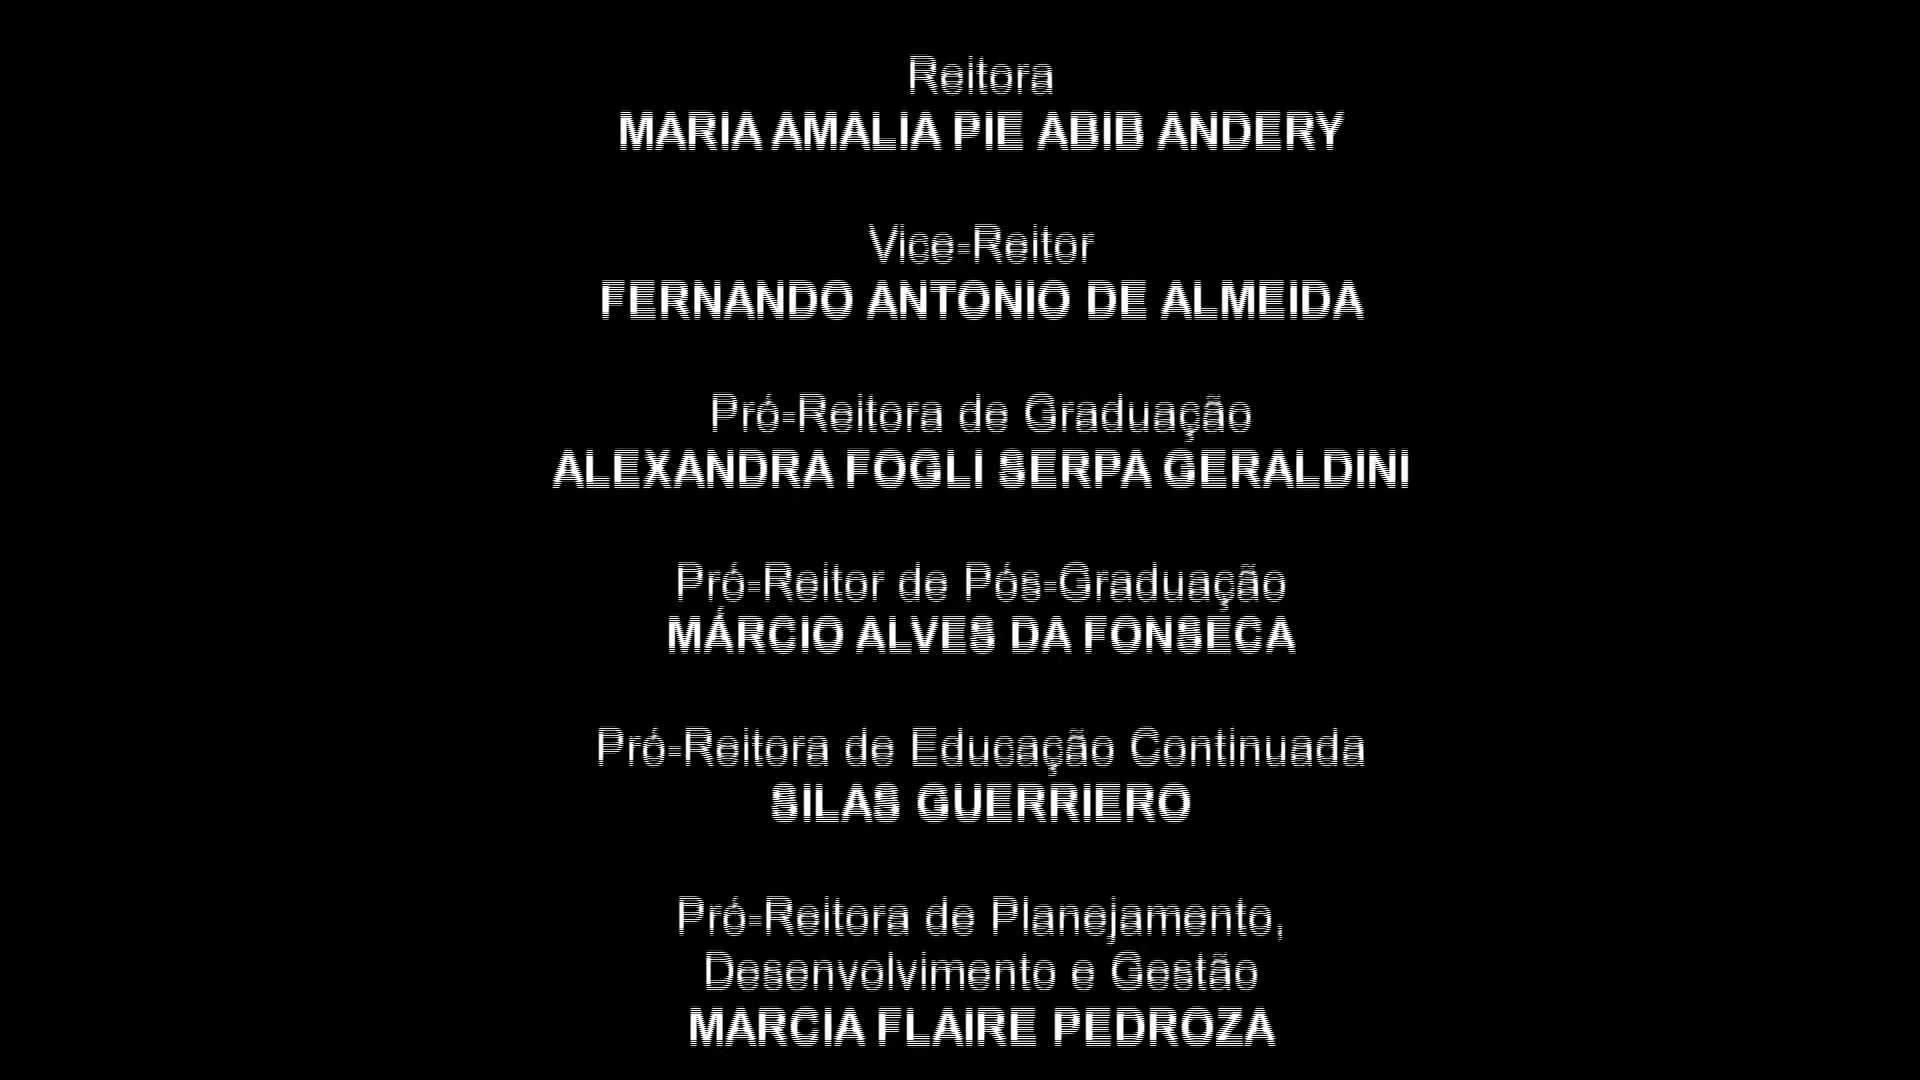 Reitora
MARIA AMALIA PIE ABIB ANDERY
Vice-Reitor
FERNANDO ANTONIO DE ALMEIDA
Pró-Reitora de Graduação
ALEXANDRA FOGLI SERPA GERALDINI
Pró-Reitor de Pós-Graduação
MÁRCIO ALVES DA FONSECA
Pró-Reitora de Educação Continuada
SILAS GUERRIERO
Pró-Reitora de Planejamento,
Desenvolvimento e Gestão
MARCIA FLAIRE PEDROZA